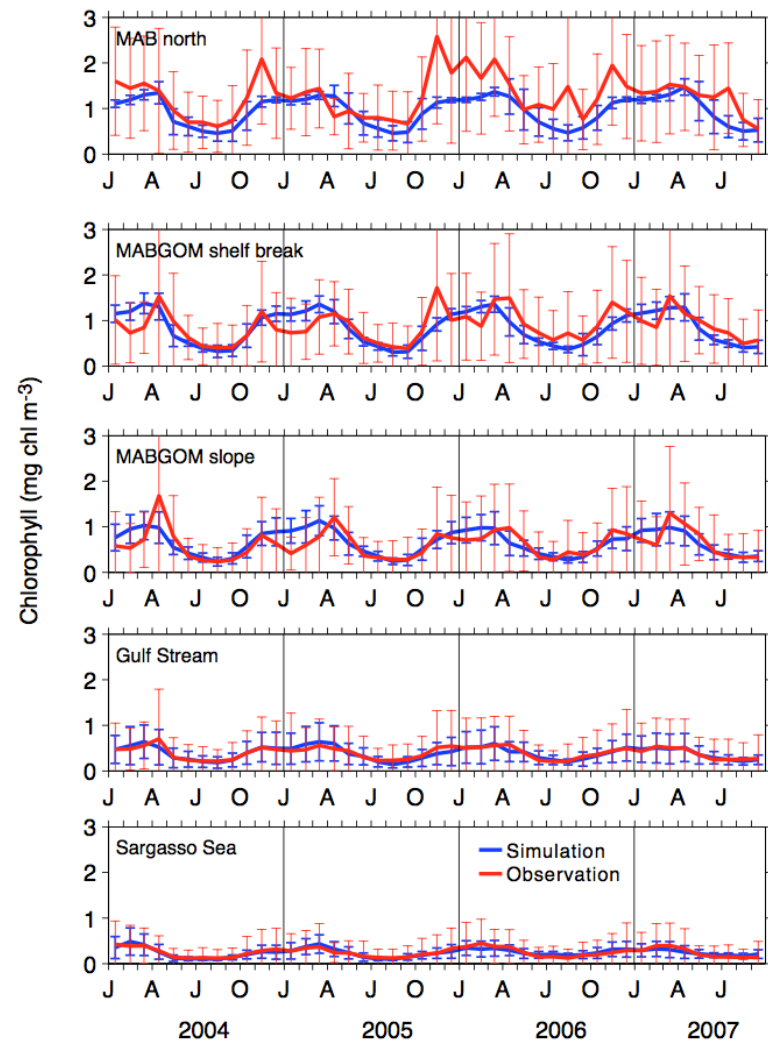 Chlorophyll (mg chl m-3)
3
2
1
0
MAB north
J A J O J A J O J A J O J A J
3
2
1
0
MABGOM shelf break
J A J O J A J O J A J O J A J
3
2
1
0
MABGOM slope
J A J O J A J O J A J O J A J
3
2
1
0
Gulf Stream
J A J O J A J O J A J O J A J
3
2
1
0
Sargasso Sea
Simulation
Observation
J A J O J A J O J A J O J A J
2004 2005 2006 2007